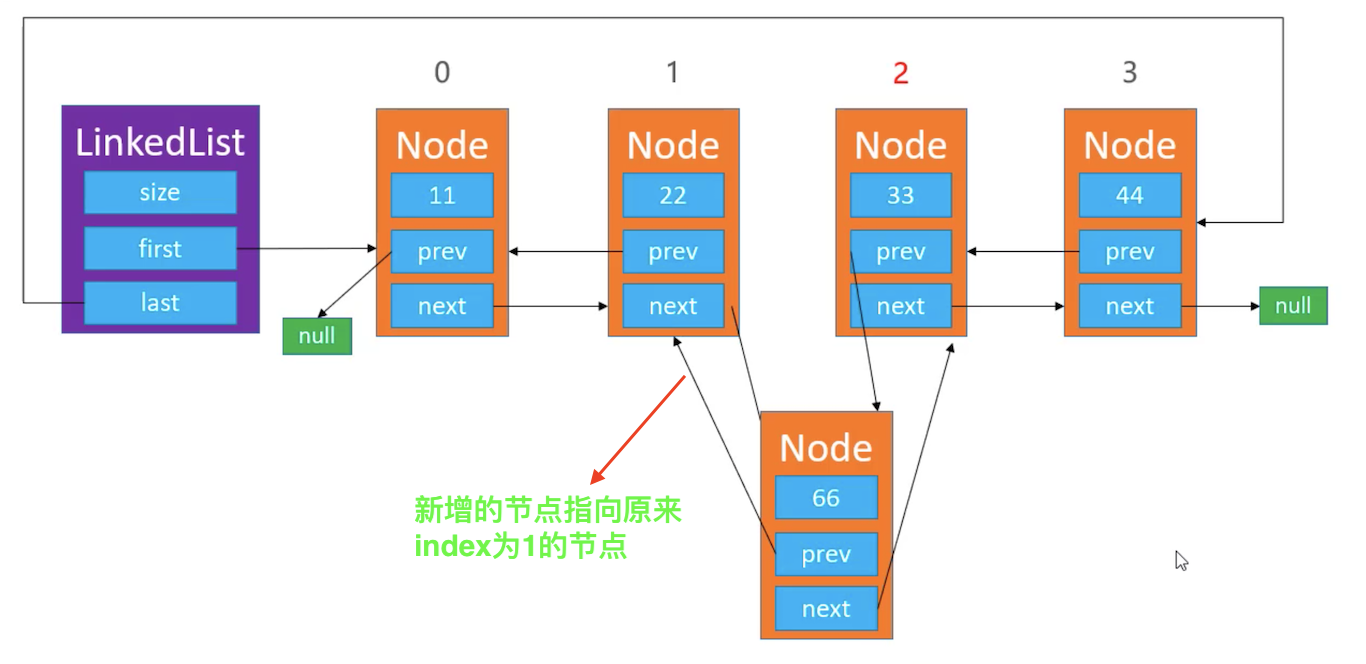 0
1
2
3
LinkedList
size
first
last
null
Node
11
prev
next
Node
22
prev
next
Node
33
prev
next
Node
44
prev
next
null
Node
66
prev
next
新增的节点指向原来
index为1的节点